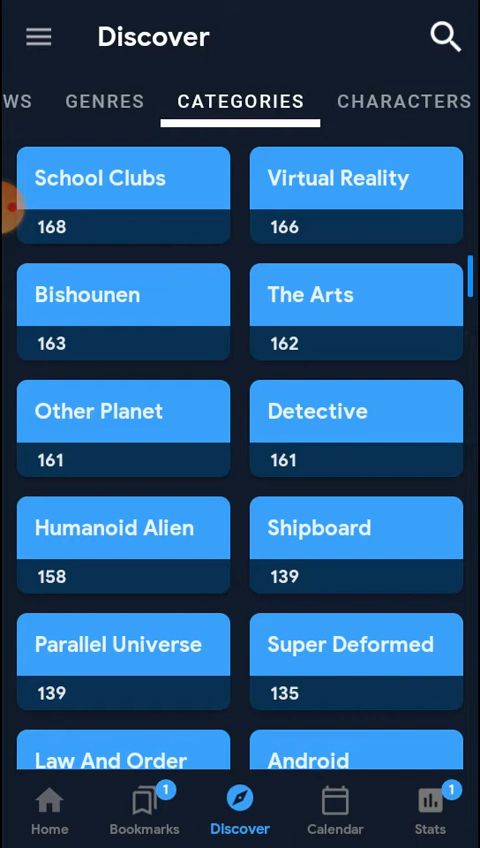 Discover
WS GENRES CATEGORIES CHARACTERS
School Clubs Virtual Reality
168 166
Bishounen The Arts
163 162
Other Planet Detective
161 161
Humanoid Alien Shipboard
158 139
Parallel Universe Super Deformed
139 135
Law And Order Android
1 1
Home Bookmarks Discover Calendar Stats